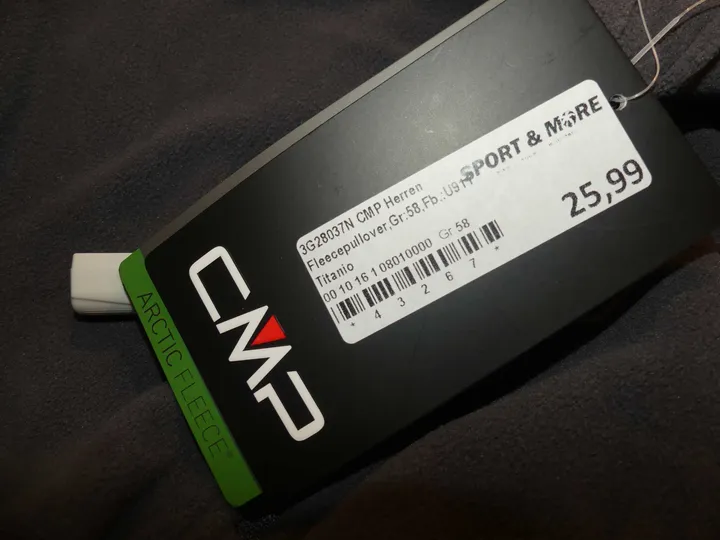 SPORT & MORE
3G28037N CMP Herren
Fleecepullover,Gr:58,Fb.:U911
Titanio
25,99
00 10 16 1 08010000 Gr 58
* 4 3 2 6 7 *
CMP
ARCTIC FLEECE®